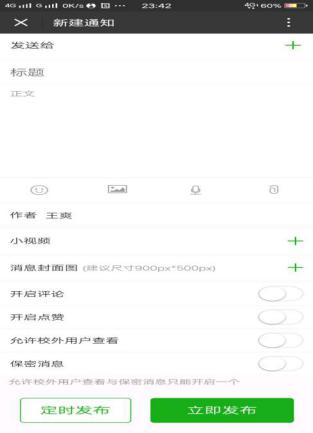 4G G 0K/s ··· 23:42 4G 60%
× 新建通知
发送给 +
标题
正文
作者 王爽
小视频 +
消息封面图 (建议尺寸900px*500px) +
开启评论
开启点赞
允许校外用户查看
保密消息
允许校外用户查看与保密消息只能开启一个
定时发布 立即发布